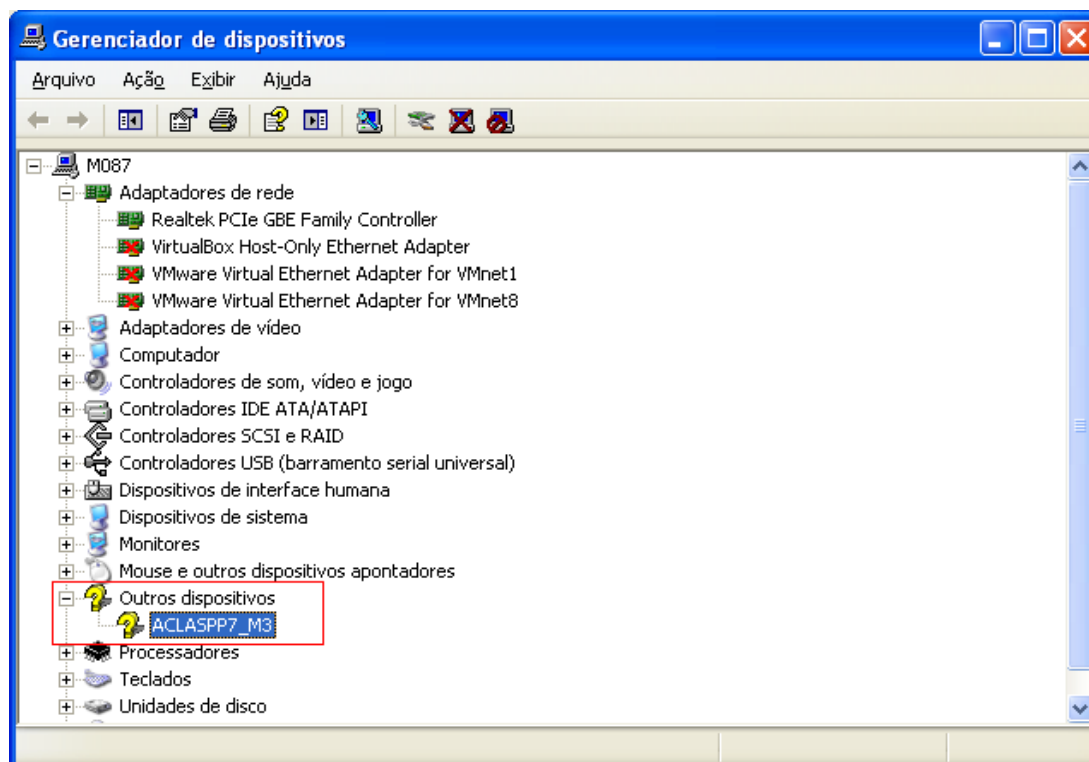 Gerenciador de dispositivos
Arquivo Ação Exibir Ajuda
M087
Adaptadores de rede
Realtek PCIe GBE Family Controller
VirtualBox Host-Only Ethernet Adapter
VMware Virtual Ethernet Adapter for VMnet1
VMware Virtual Ethernet Adapter for VMnet8
Adaptadores de vídeo
Computador
Controladores de som, vídeo e jogo
Controladores IDE ATA/ATAPI
Controladores SCSI e RAID
Controladores USB (barramento serial universal)
Dispositivos de interface humana
Dispositivos de sistema
Monitores
Mouse e outros dispositivos apontadores
Outros dispositivos
ACLASPP7_M3
Processadores
Teclados
Unidades de disco